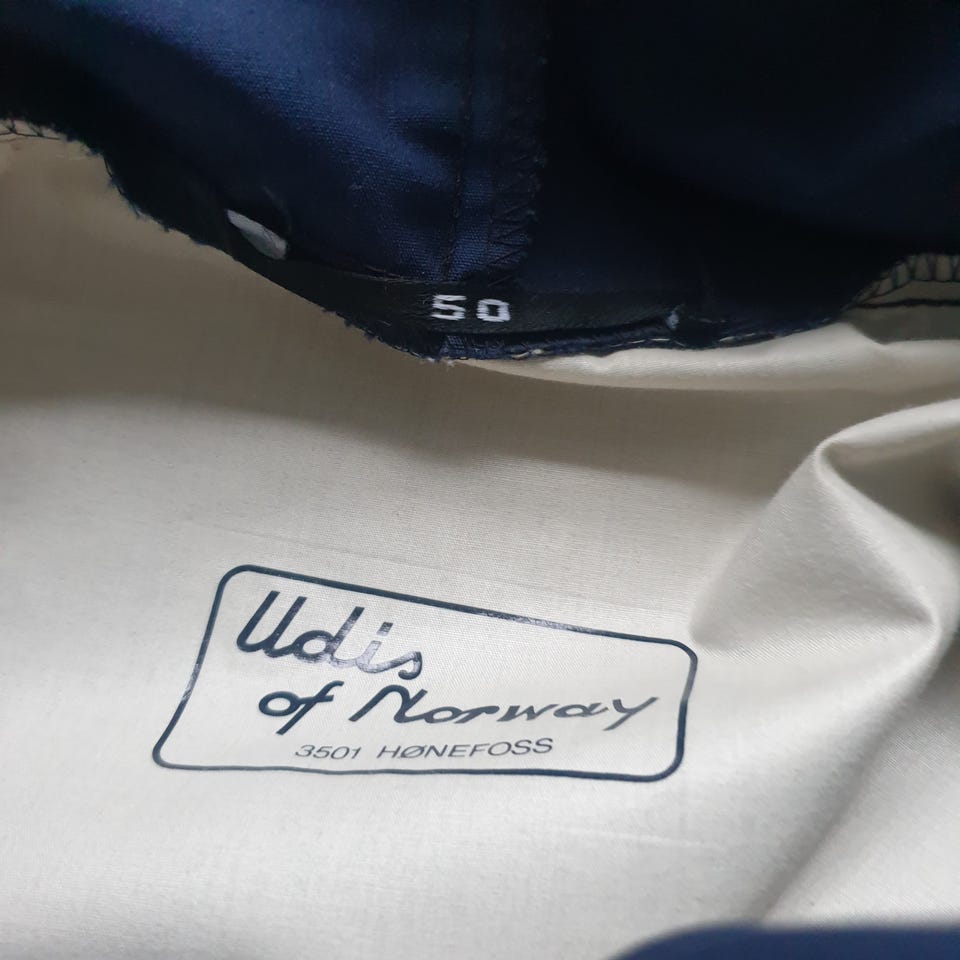 50
Udis
of Norway
3501 HØNEFOSS